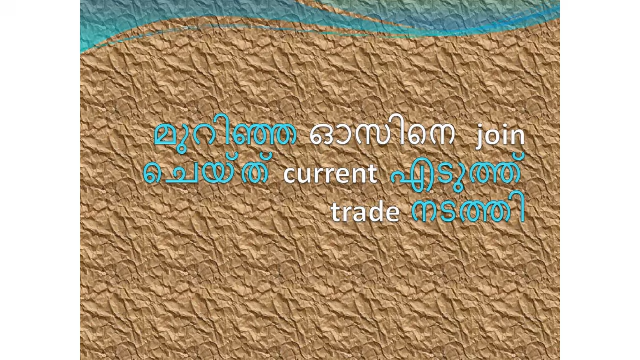 മുറിഞ്ഞ ഓസിനെ join
ചെയ്ത് current എടുത്ത്
trade നടത്തി